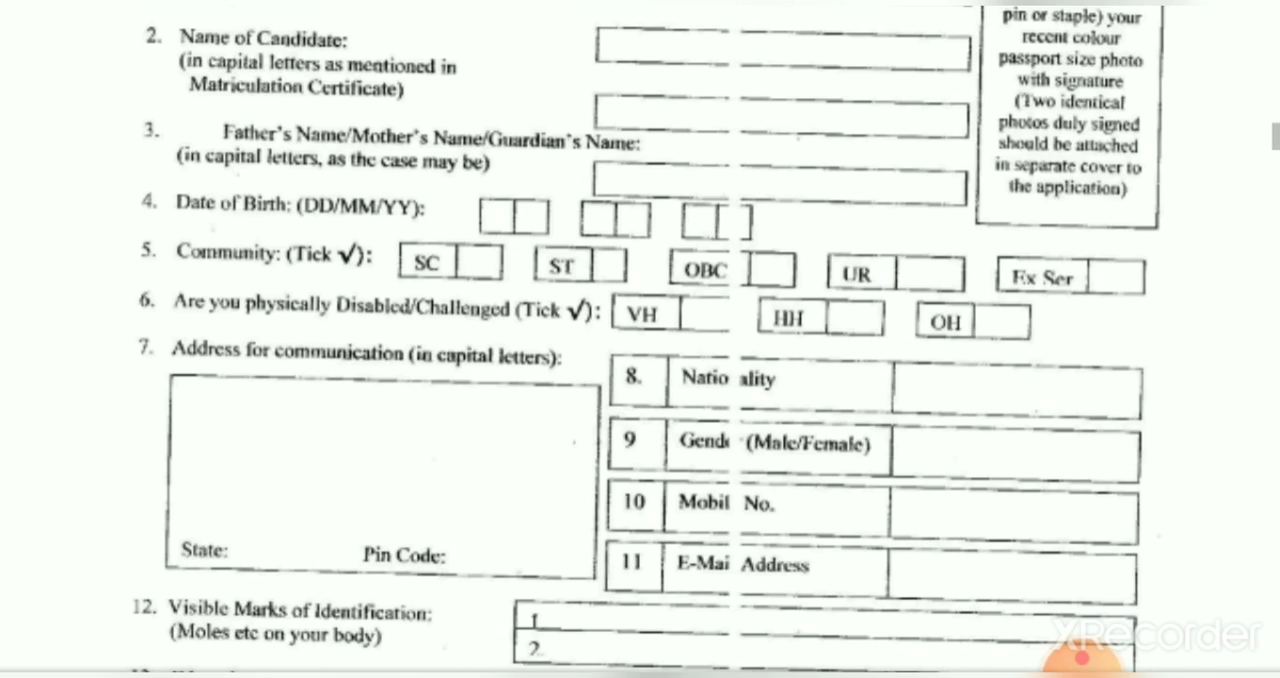 pin or staple) your
recent colour
passport size photo
with signature
(Two identical
photos duly signed
should be attached
in separate cover to
the application)
2. Name of Candidate:
(in capital letters as mentioned in
Matriculation Certificate)
3. Father's Name/Mother's Name/Guardian's Name:
(in capital letters, as the case may be)
4. Date of Birth: (DD/MM/YY):
5. Community: (Tick √): SC ST OBC UR Ex Ser
6. Are you physically Disabled/Challenged (Tick √): VH HH OH
7. Address for communication (in capital letters):
State: Pin Code:
8. Natio ality
9 Gende (Male/Female)
10 Mobil No.
11 E-Mai Address
12. Visible Marks of Identification:
(Moles etc on your body)
1.
2.
XRecorder